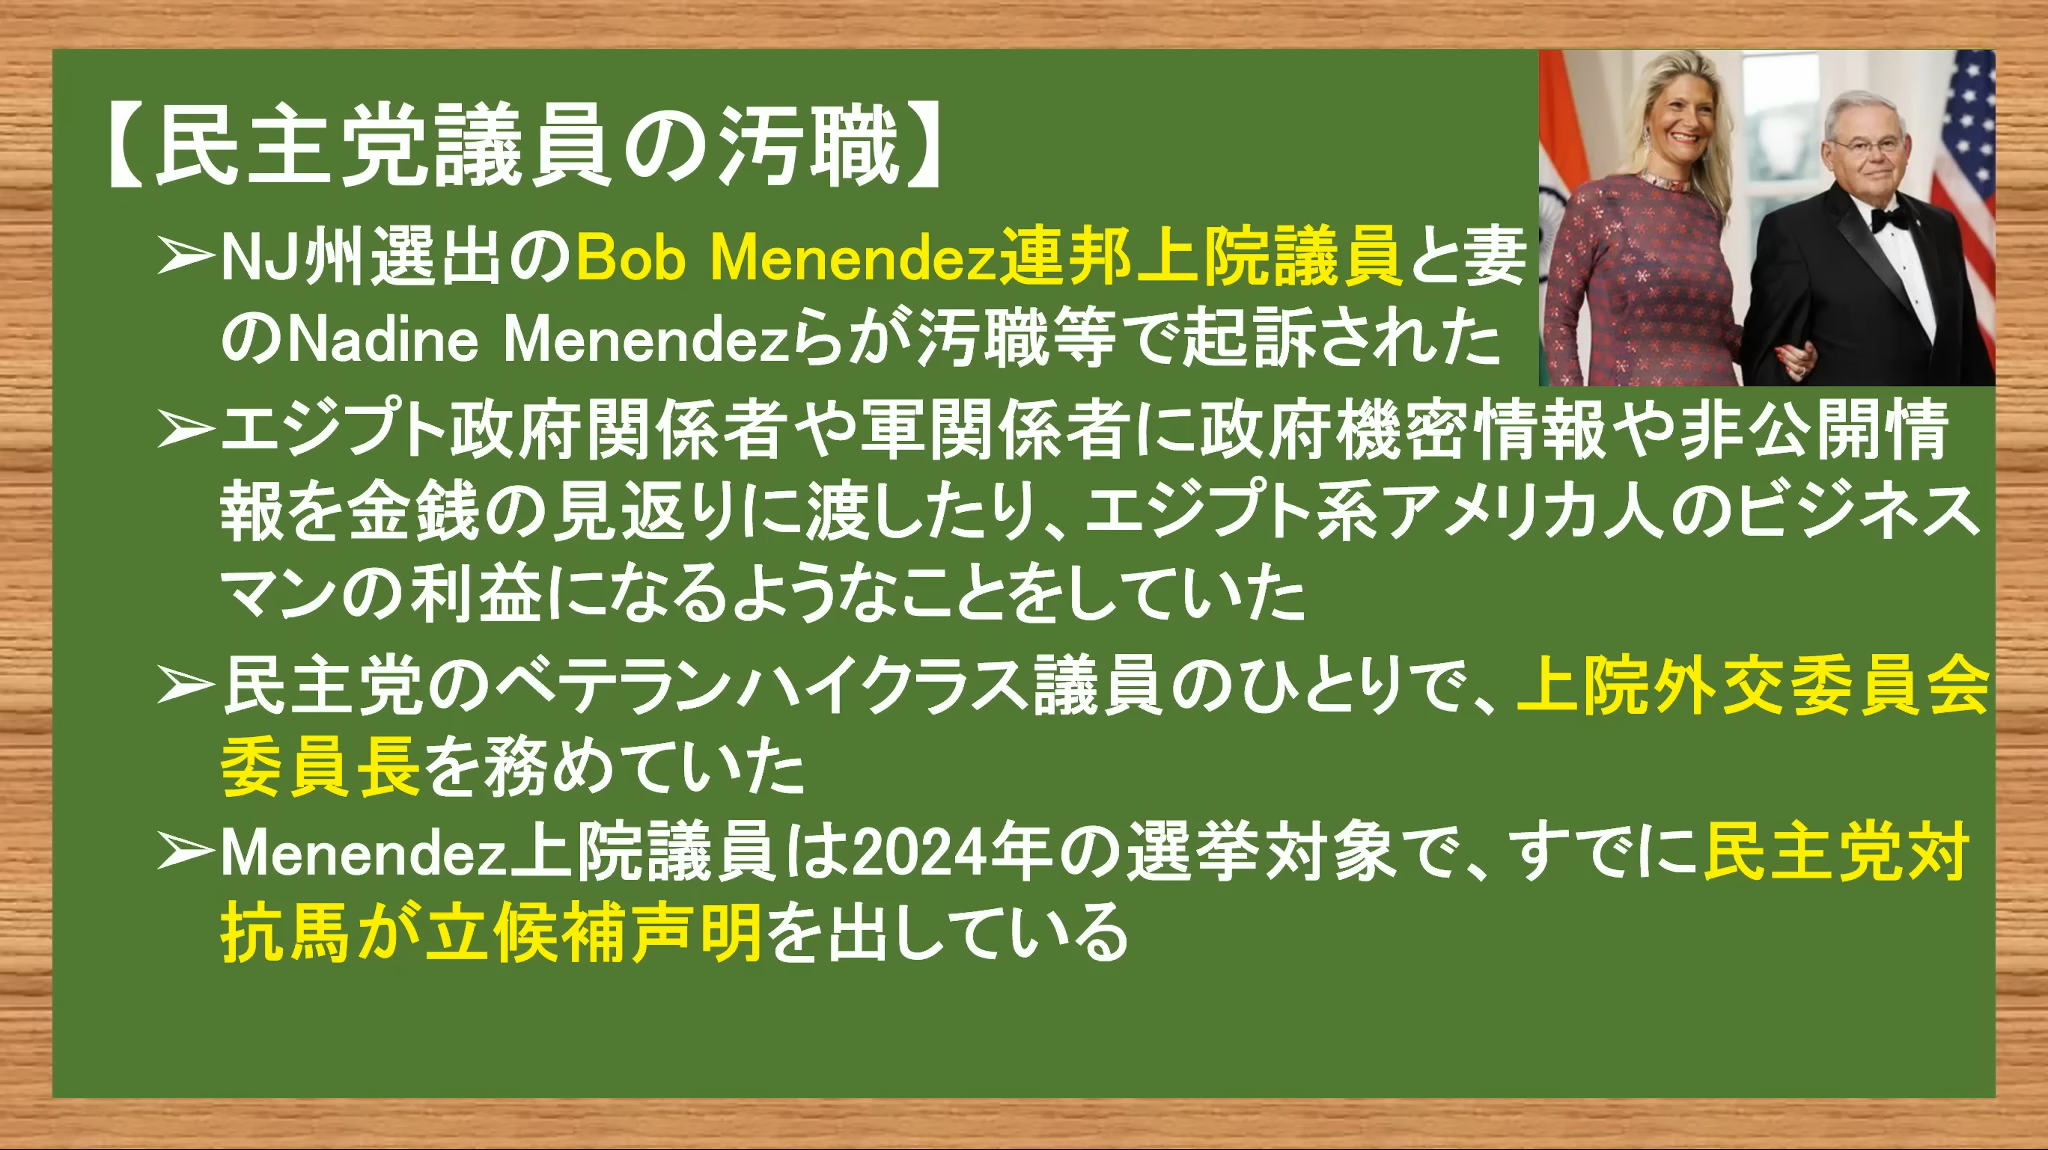 【民主党議員の汚職】
➢NJ州選出のBob Menendez連邦上院議員と妻
のNadine Menendezらが汚職等で起訴された
➢エジプト政府関係者や軍関係者に政府機密情報や非公開情
報を金銭の見返りに渡したり、エジプト系アメリカ人のビジネス
マンの利益になるようなことをしていた
➢民主党のベテランハイクラス議員のひとりで、上院外交委員会
委員長を務めていた
➢Menendez上院議員は2024年の選挙対象で、すでに民主党対
抗馬が立候補声明を出している